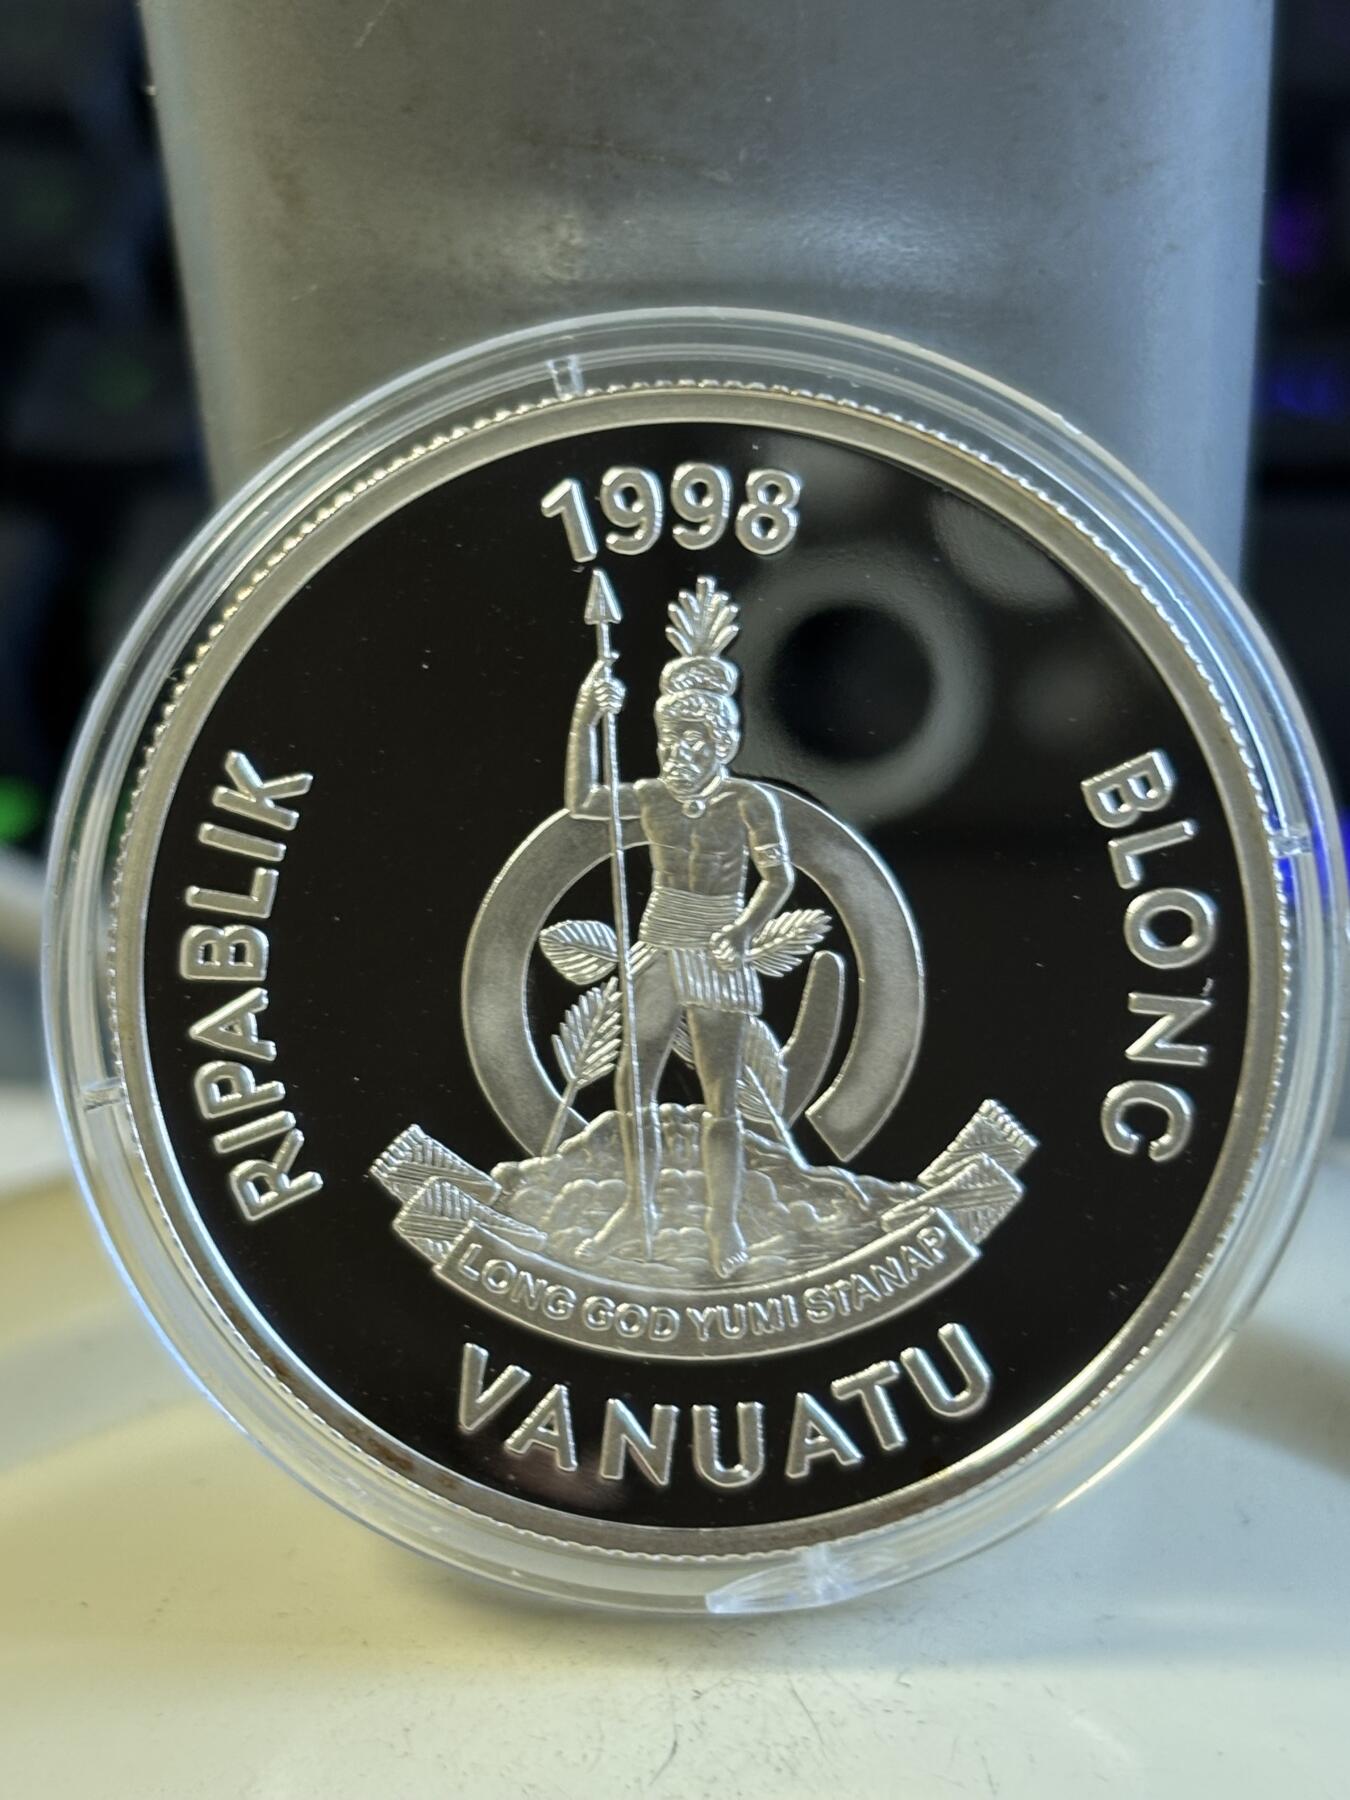 1998
RIPABLIK
BLONG
VANUATU
LONG GOD YUMI STANAP